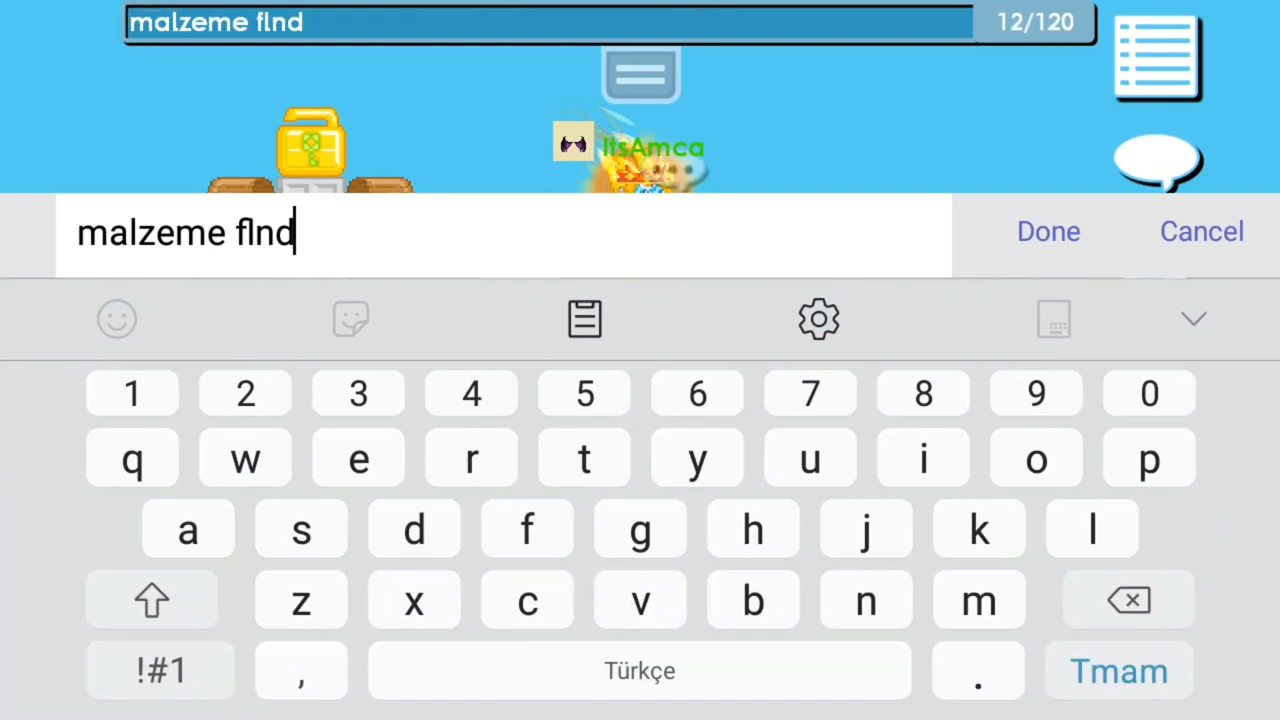 malzeme flnd
12/120
ItsAmca
malzeme flnd
Done
Cancel
1 2 3 4 5 6 7 8 9 0
q w e r t y u i o p
a s d f g h j k l
z x c v b n m
!#1 , Türkçe . Tmam